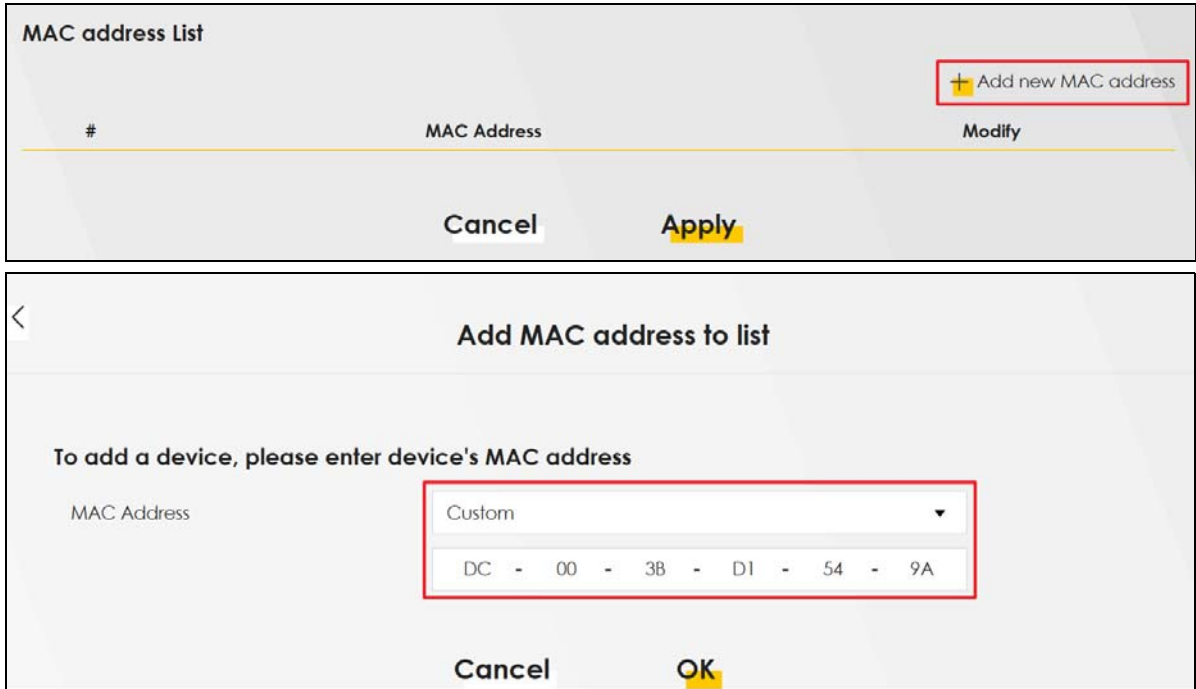 MAC address List
+ Add new MAC address
# MAC Address Modify
Cancel Apply
Add MAC address to list
To add a device, please enter device's MAC address
MAC Address Custom
DC - 00 - 3B - D1 - 54 - 9A
Cancel OK